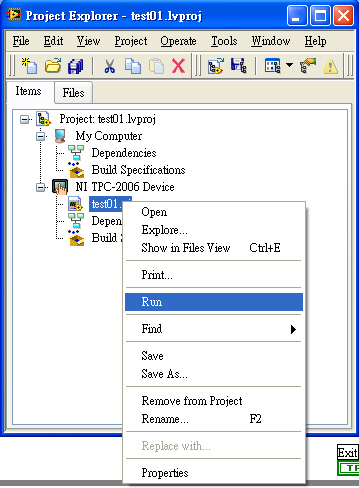 Project Explorer - test01.lvproj
File Edit View Project Operate Tools Window Help
Items Files
Project: test01.lvproj
My Computer
Dependencies
Build Specifications
NI TPC-2006 Device
test01.
Depen
Build S
Open
Explore...
Show in Files View Ctrl+E
Print...
Run
Find
Save
Save As...
Remove from Project
Rename... F2
Replace with...
Properties
Exit